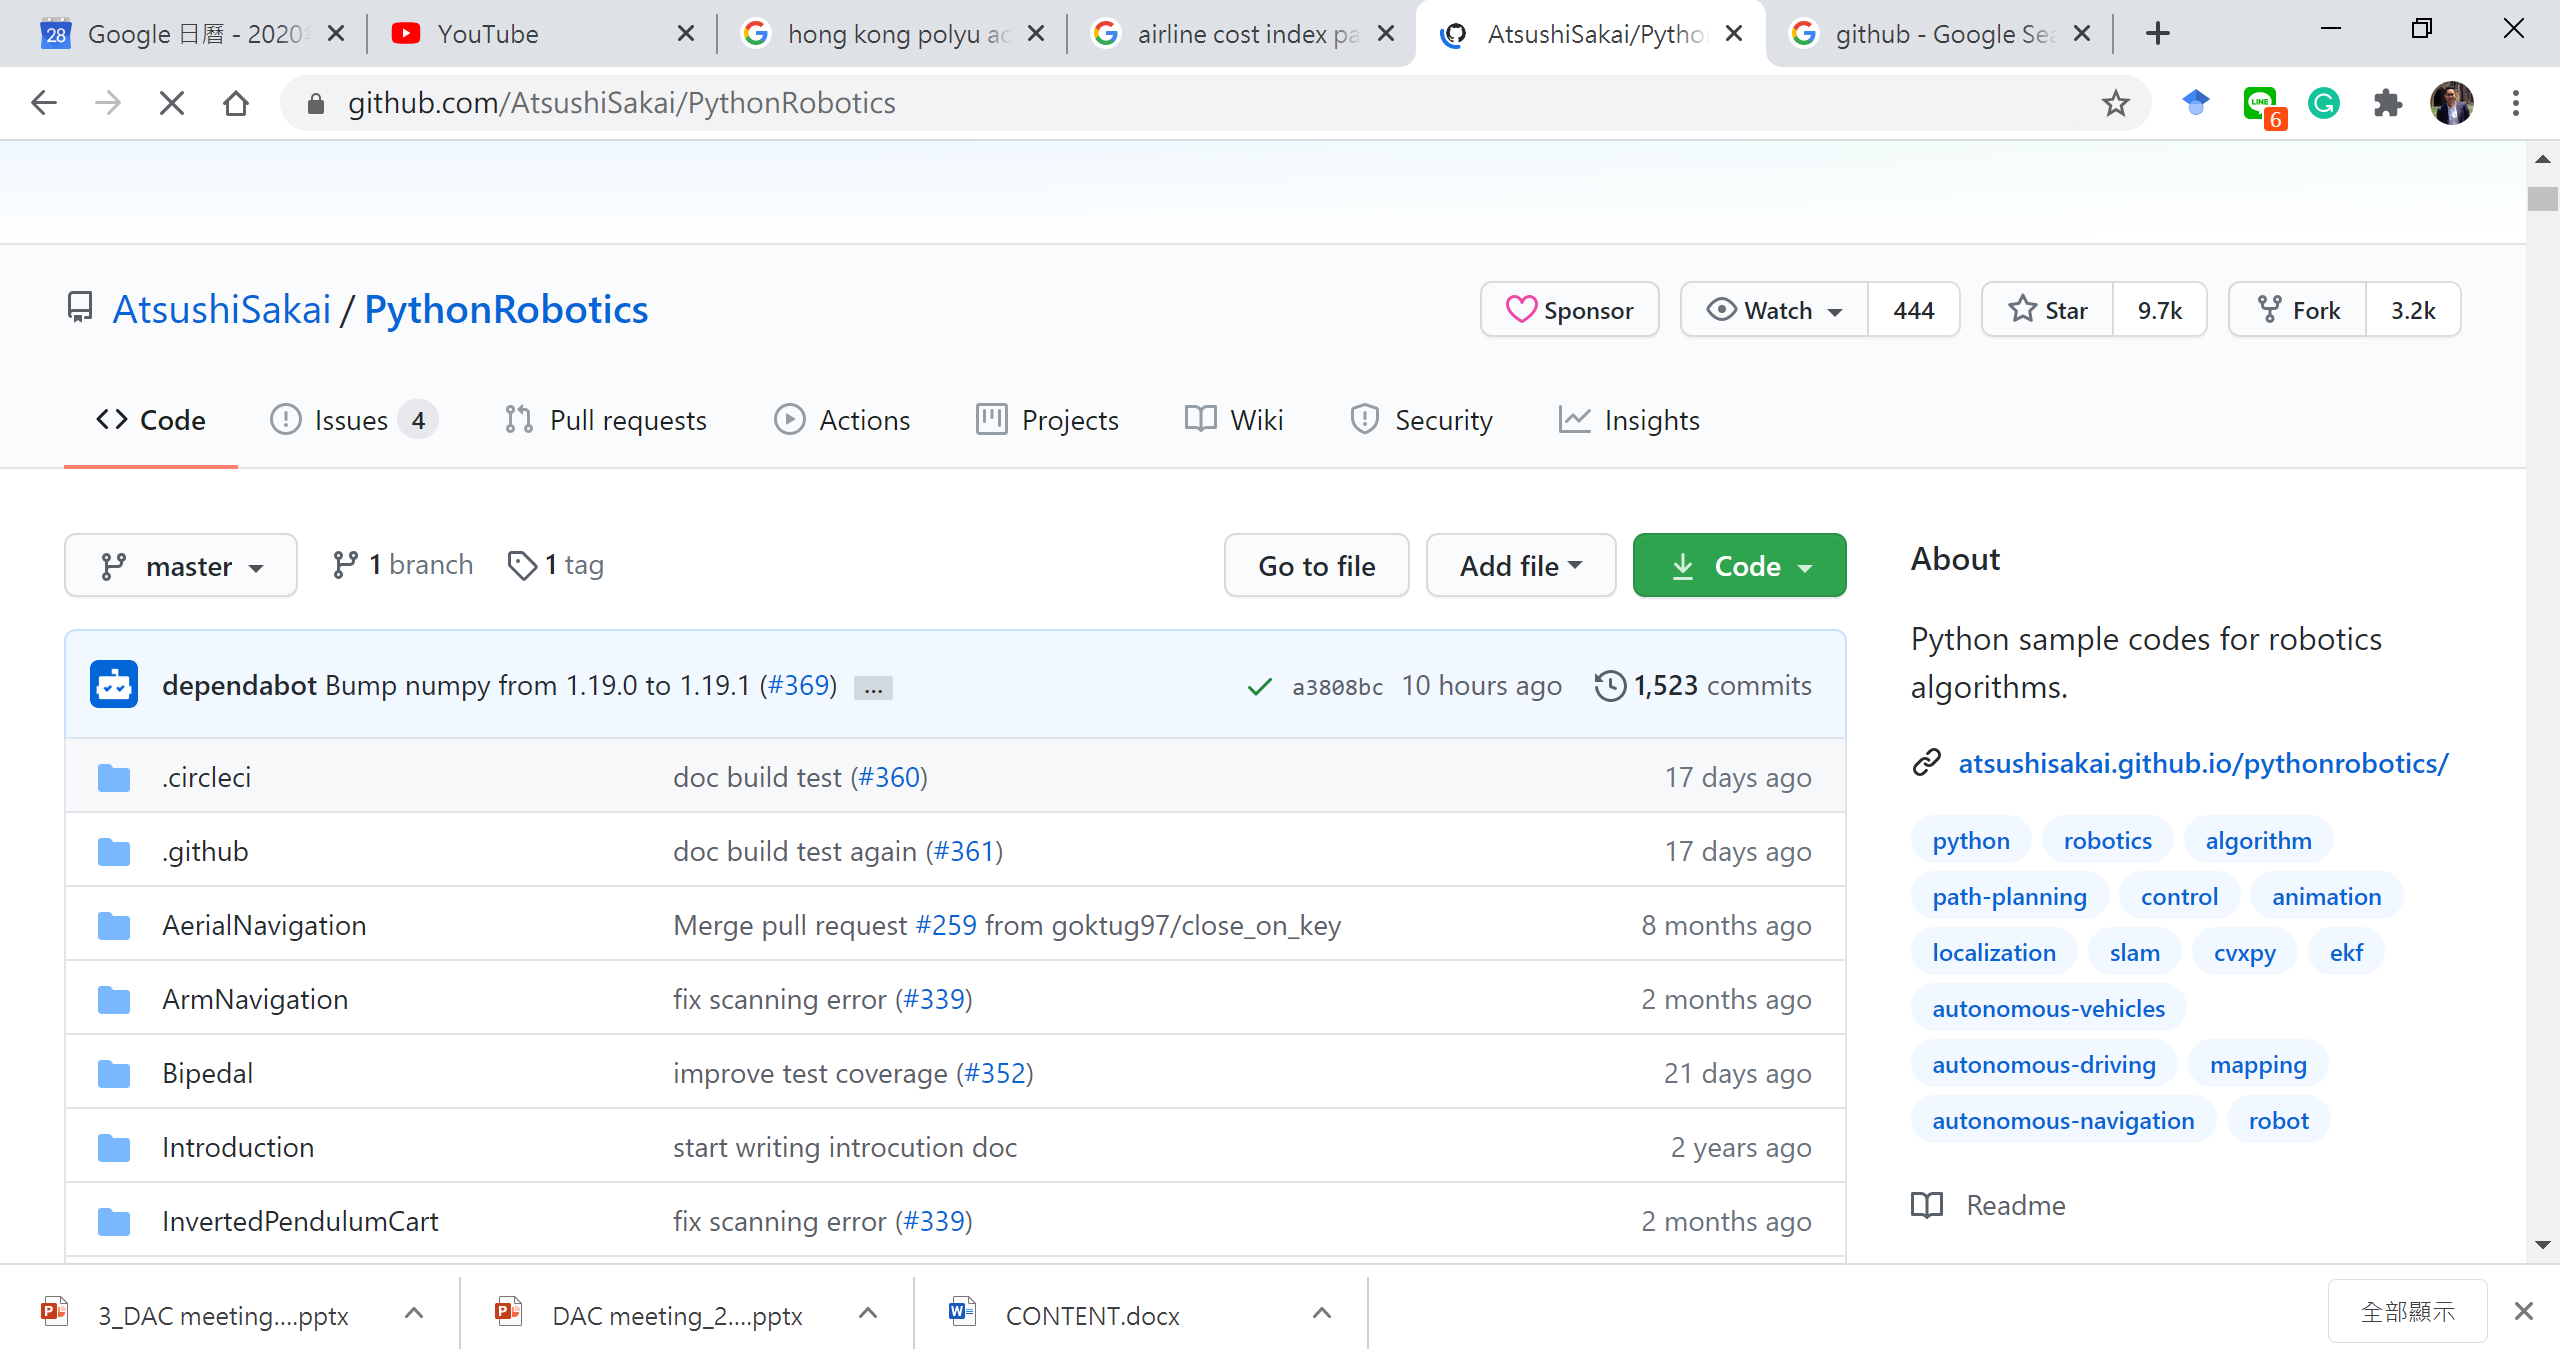 28 Google 日曆 - 2020
YouTube
hong kong polyu ac
airline cost index pa
AtsushiSakai/Pytho
github - Google Sea
github.com/AtsushiSakai/PythonRobotics
LINE
6
AtsushiSakai / PythonRobotics
Sponsor
Watch 444
Star 9.7k
Fork 3.2k
Code
Issues 4
Pull requests
Actions
Projects
Wiki
Security
Insights
master
1 branch
1 tag
Go to file
Add file
Code
dependabot Bump numpy from 1.19.0 to 1.19.1 (#369) ...
a3808bc 10 hours ago
1,523 commits
.circleci doc build test (#360) 17 days ago
.github doc build test again (#361) 17 days ago
AerialNavigation Merge pull request #259 from goktug97/close_on_key 8 months ago
ArmNavigation fix scanning error (#339) 2 months ago
Bipedal improve test coverage (#352) 21 days ago
Introduction start writing introcution doc 2 years ago
InvertedPendulumCart fix scanning error (#339) 2 months ago
About
Python sample codes for robotics
algorithms.
atsushisakai.github.io/pythonrobotics/
python robotics algorithm
path-planning control animation
localization slam cvxpy ekf
autonomous-vehicles
autonomous-driving mapping
autonomous-navigation robot
Readme
3_DAC meeting....pptx
DAC meeting_2....pptx
CONTENT.docx
全部顯示